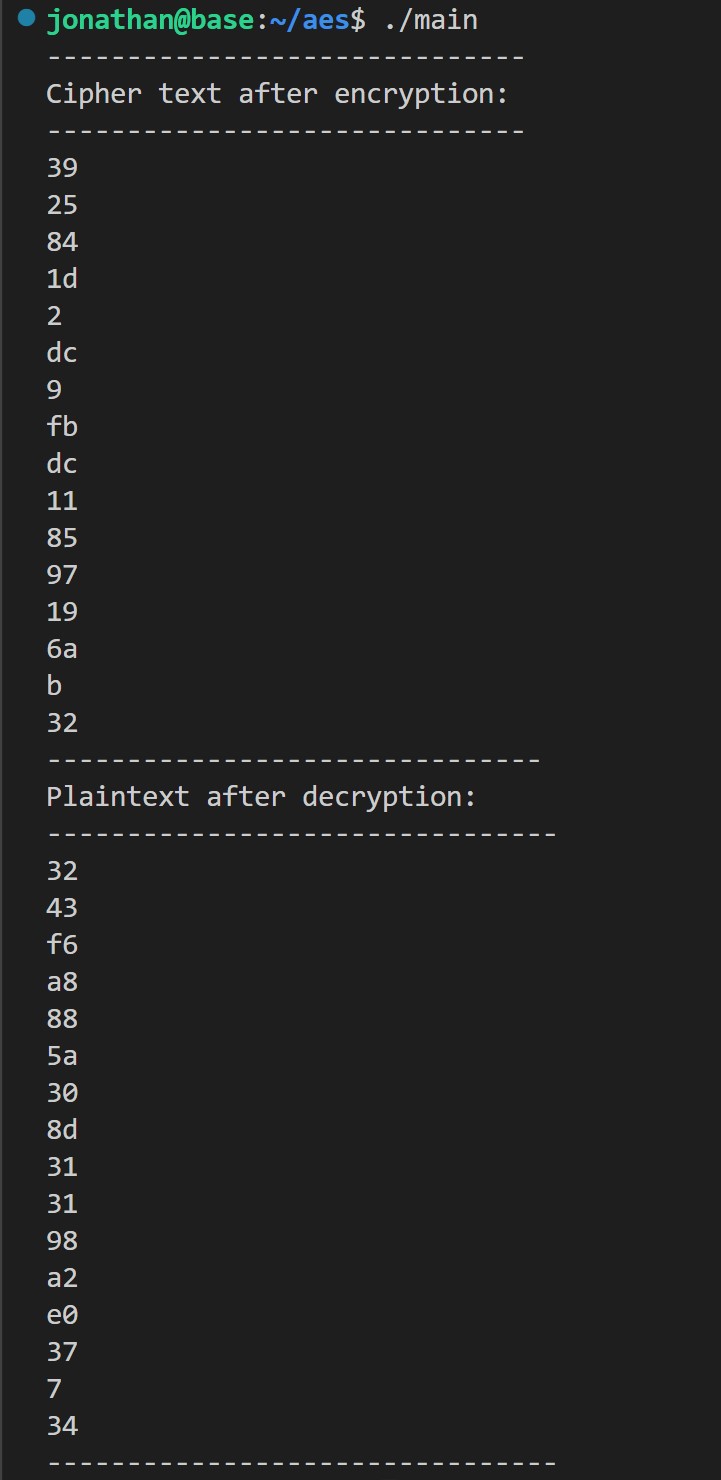 jonathan@base:~/aes$ ./main
------------------------------
Cipher text after encryption:
------------------------------
39
25
84
1d
2
dc
9
fb
dc
11
85
97
19
6a
b
32
-------------------------------
Plaintext after decryption:
--------------------------------
32
43
f6
a8
88
5a
30
8d
31
31
98
a2
e0
37
7
34
--------------------------------